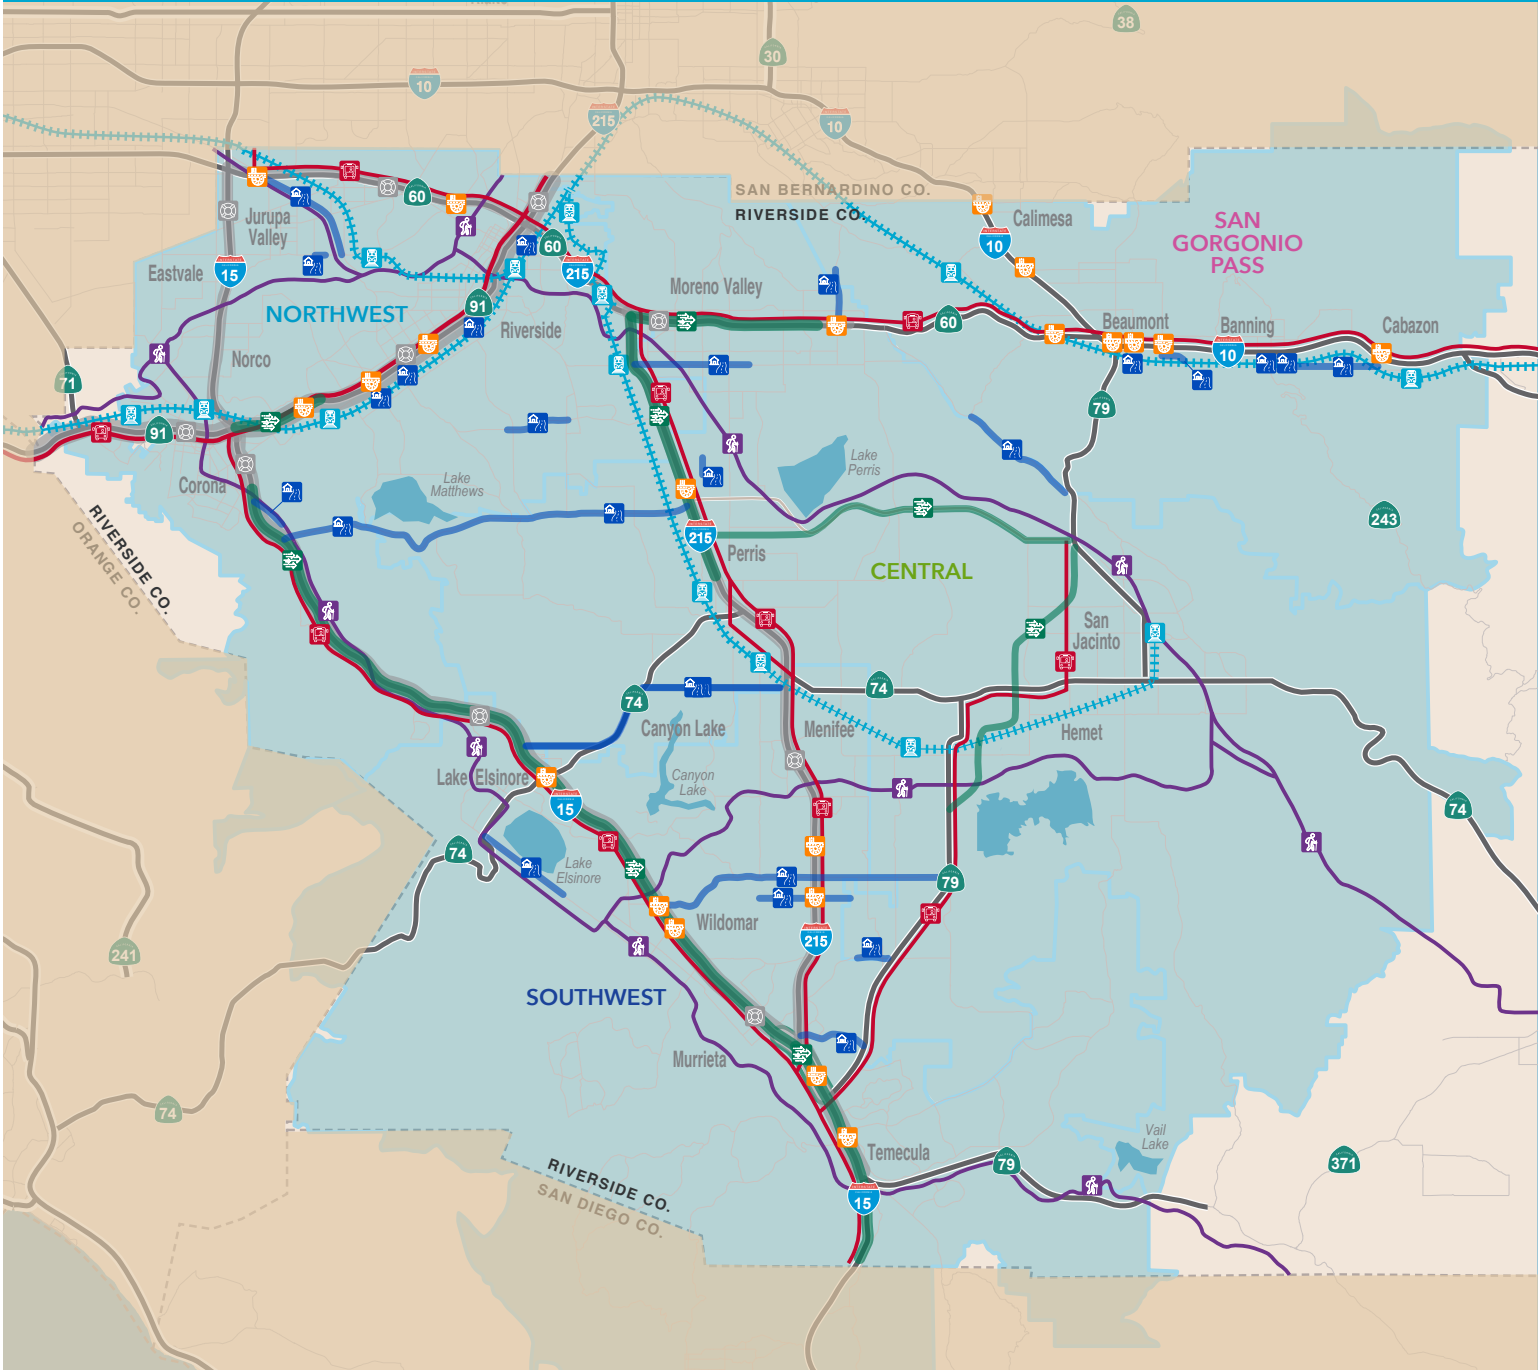 38
30
10
215
10
SAN BERNARDINO CO.
RIVERSIDE CO.
60
Jurupa
Valley
Calimesa
SAN
GORGONIO
PASS
60
10
Eastvale
15
215
Moreno Valley
NORTHWEST
91
Riverside
60
Beaumont
Banning
Cabazon
10
Norco
71
79
91
Corona
Lake
Matthews
Lake
Perris
RIVERSIDE CO.
ORANGE CO.
243
215
Perris
CENTRAL
San
Jacinto
74
74
Canyon Lake
Menifee
Hemet
Lake Elsinore
Canyon
Lake
15
74
74
Lake
Elsinore
79
Wildomar
215
241
SOUTHWEST
Murrieta
74
Temecula
Vail
Lake
79
371
RIVERSIDE CO.
SAN DIEGO CO.
15